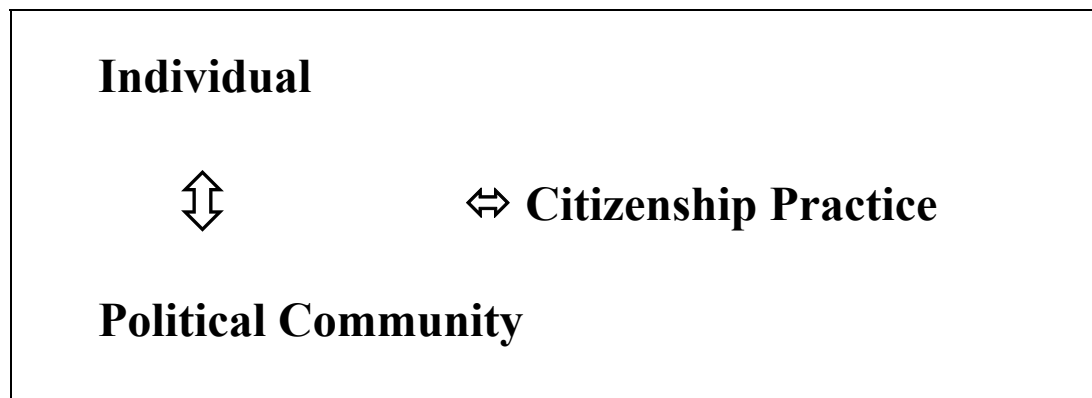 Individual
⇕ ⇔ Citizenship Practice
Political Community